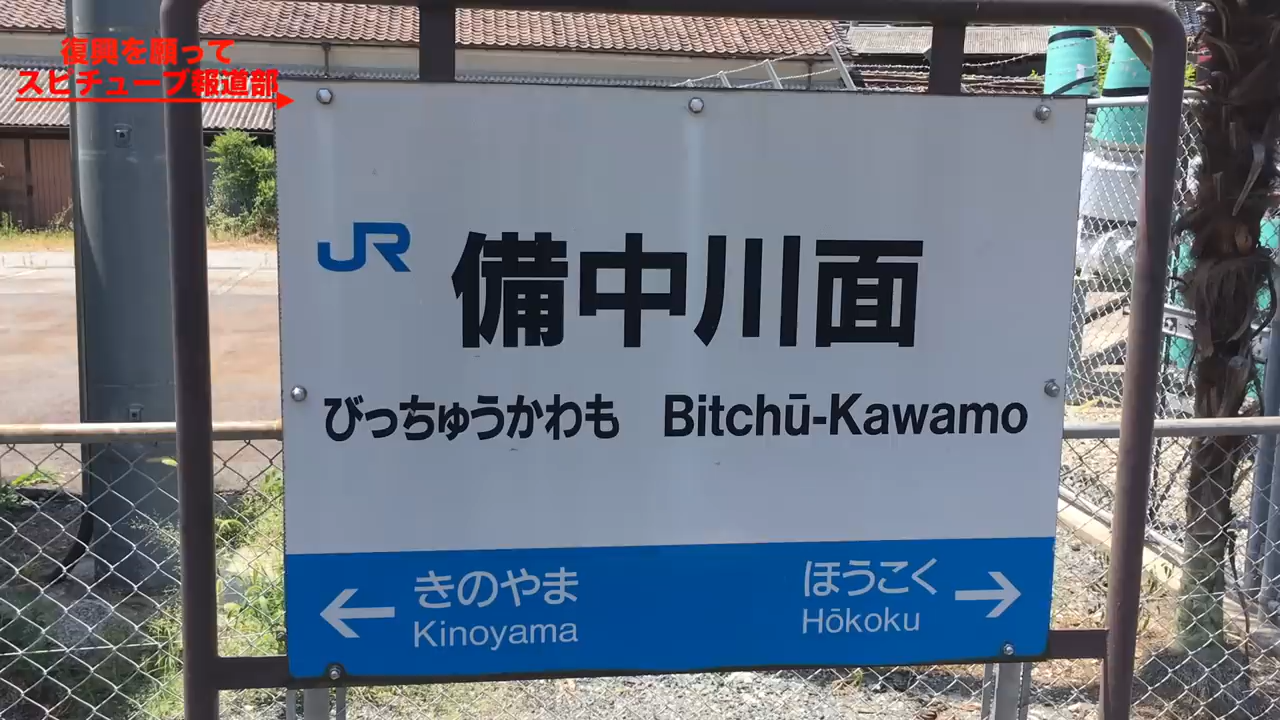 復興を願って
スピチューブ報道部
JR 備中川面
びっちゅうかわも Bitchū-Kawamo
← きのやま
Kinoyama
ほうこく →
Hōkoku